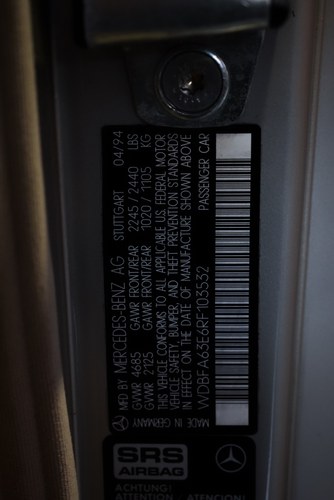 MFD BY MERCEDES-BENZ AG STUTTGART 04/94
GVWR 4685 GAWR FRONT/REAR 2245 / 2440 LBS
GVWR 2125 GAWR FRONT/REAR 1020 / 1105 KG
THIS VEHICLE CONFORMS TO ALL APPLICABLE U.S. FEDERAL MOTOR
VEHICLE SAFETY, BUMPER, AND THEFT PREVENTION STANDARDS
IN EFFECT ON THE DATE OF MANUFACTURE SHOWN ABOVE
WDBFA63E6RF103532 PASSENGER CAR
MADE IN GERMANY
SRS
AIRBAG
ACHTUNG!
ATTENTION ATTENZIONE